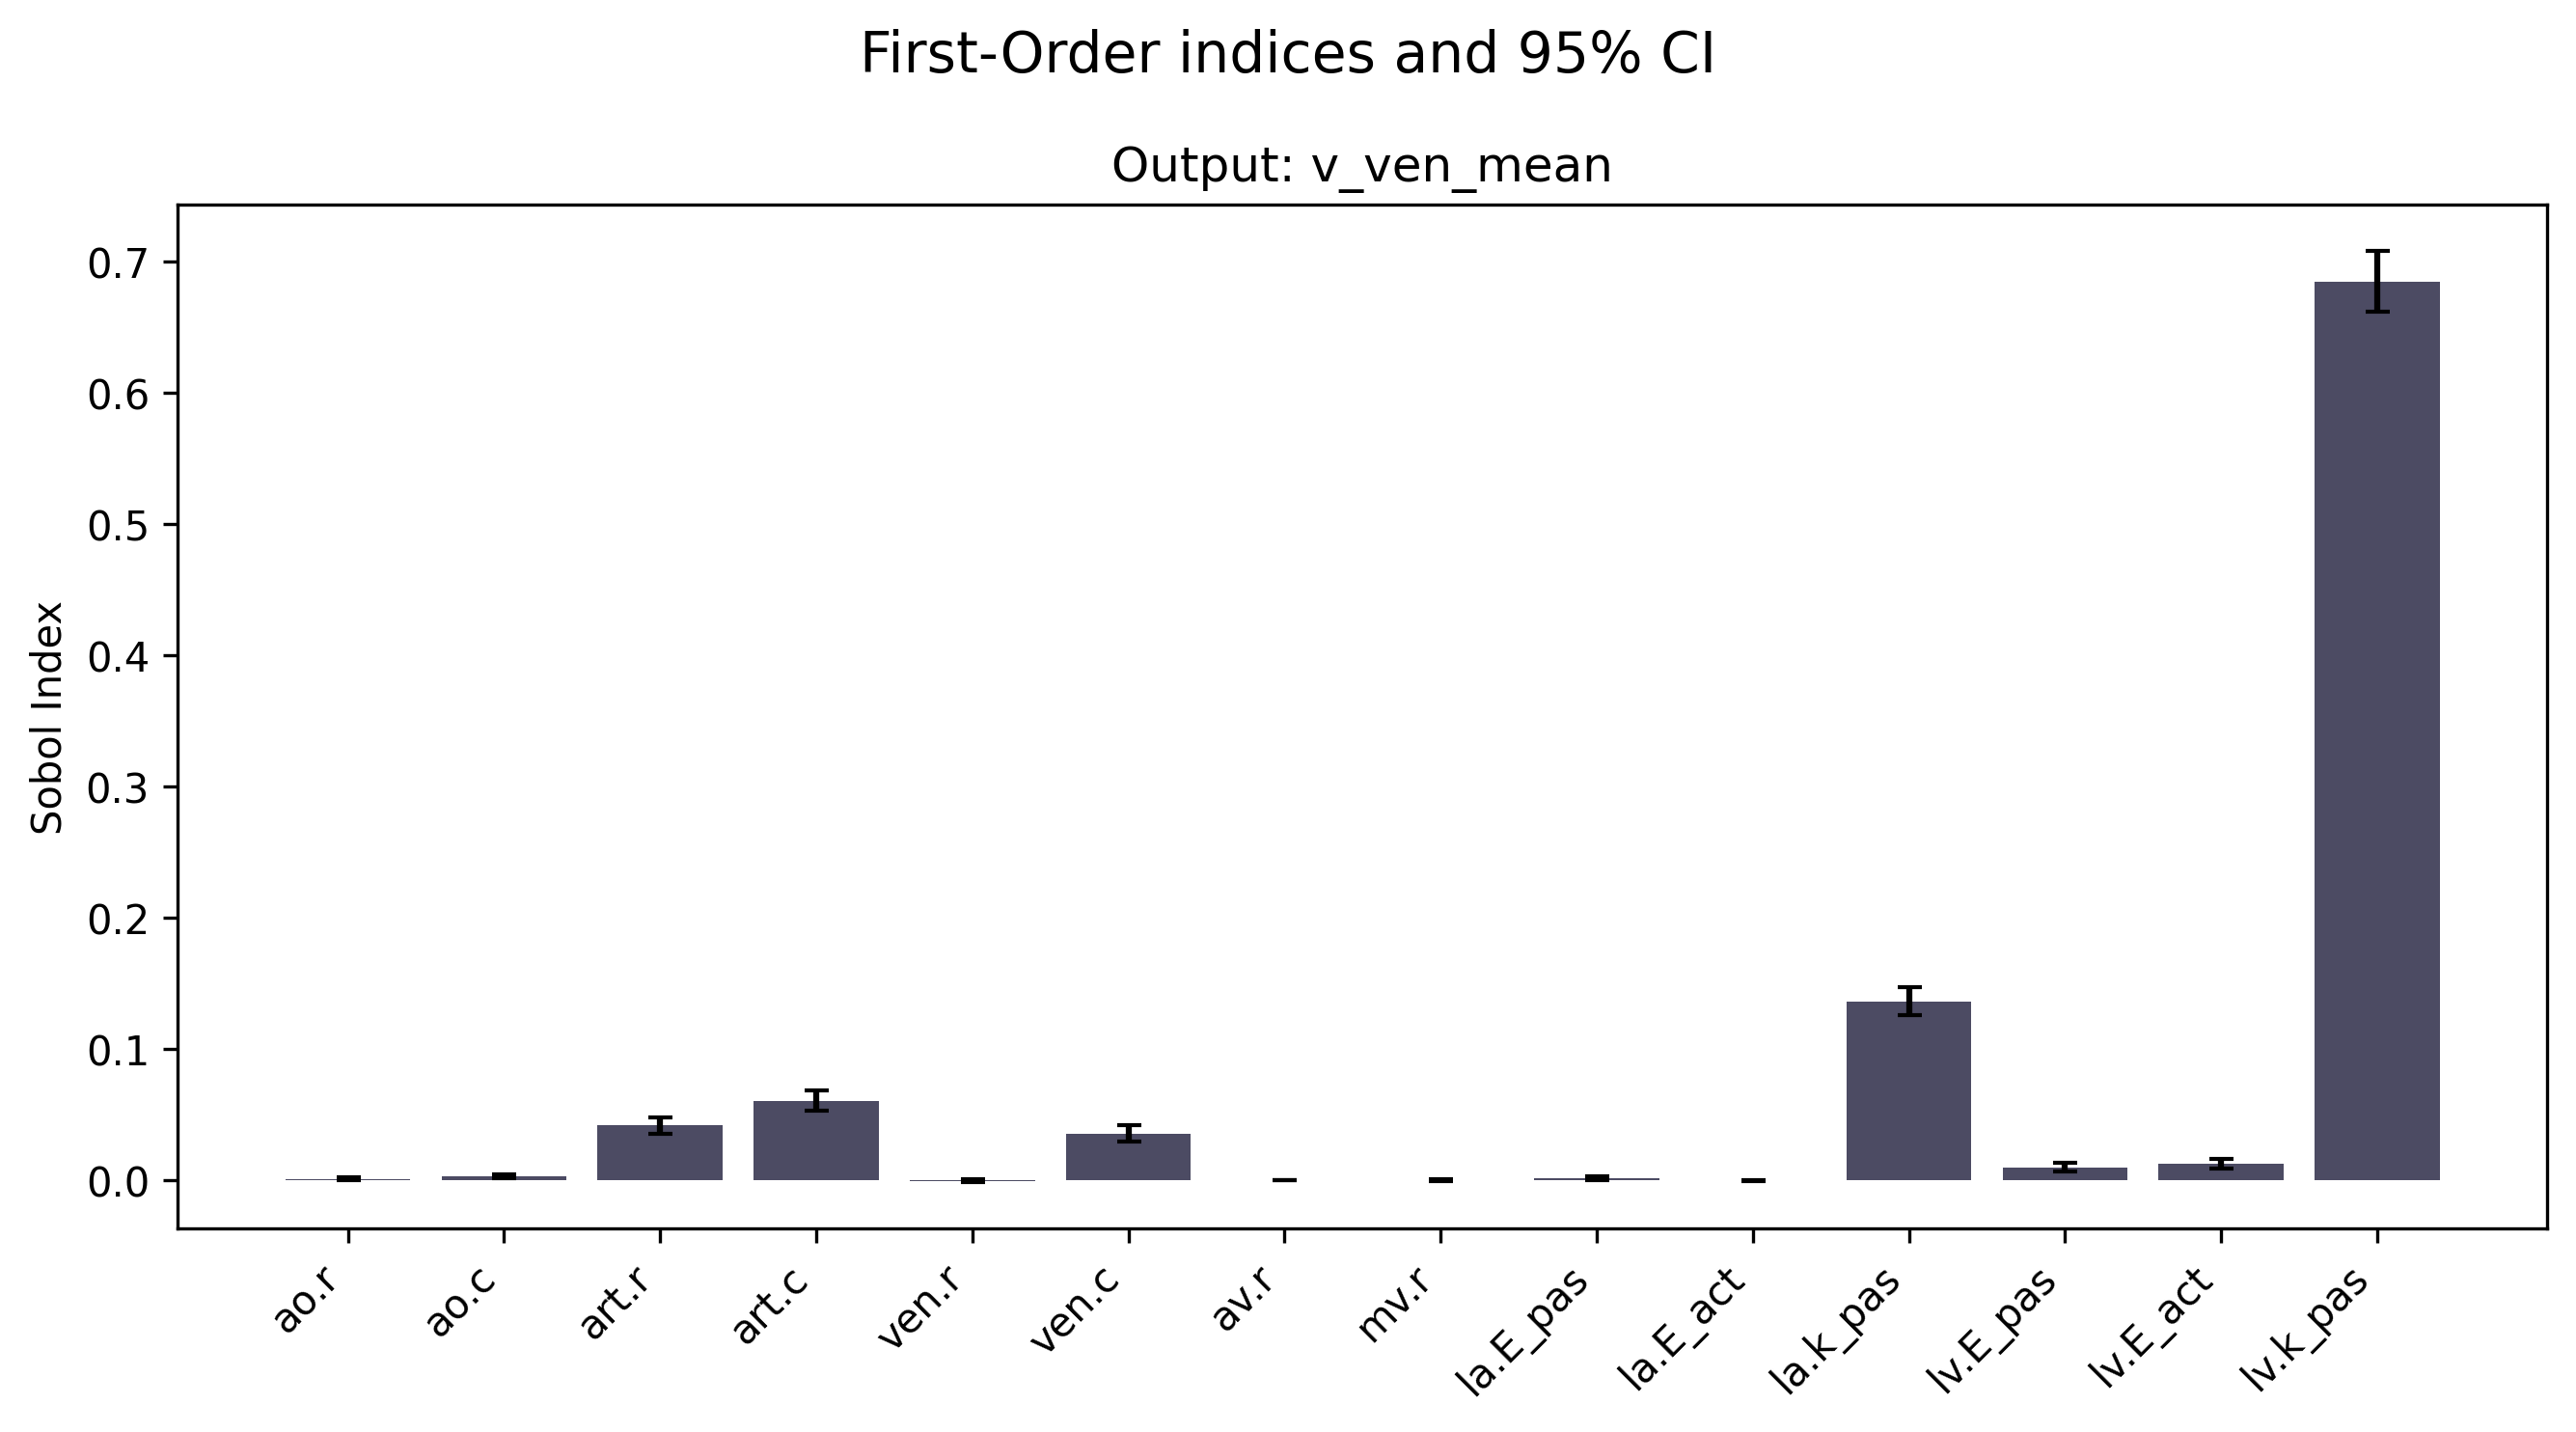 First-Order indices and 95% CI
Output: v_ven_mean
Sobol Index
0.7
0.6
0.5
0.4
0.3
0.2
0.1
0.0
ao.r
ao.c
art.r
art.c
ven.r
ven.c
av.r
mv.r
la.E_pas
la.E_act
la.k_pas
lv.E_pas
lv.E_act
lv.k_pas